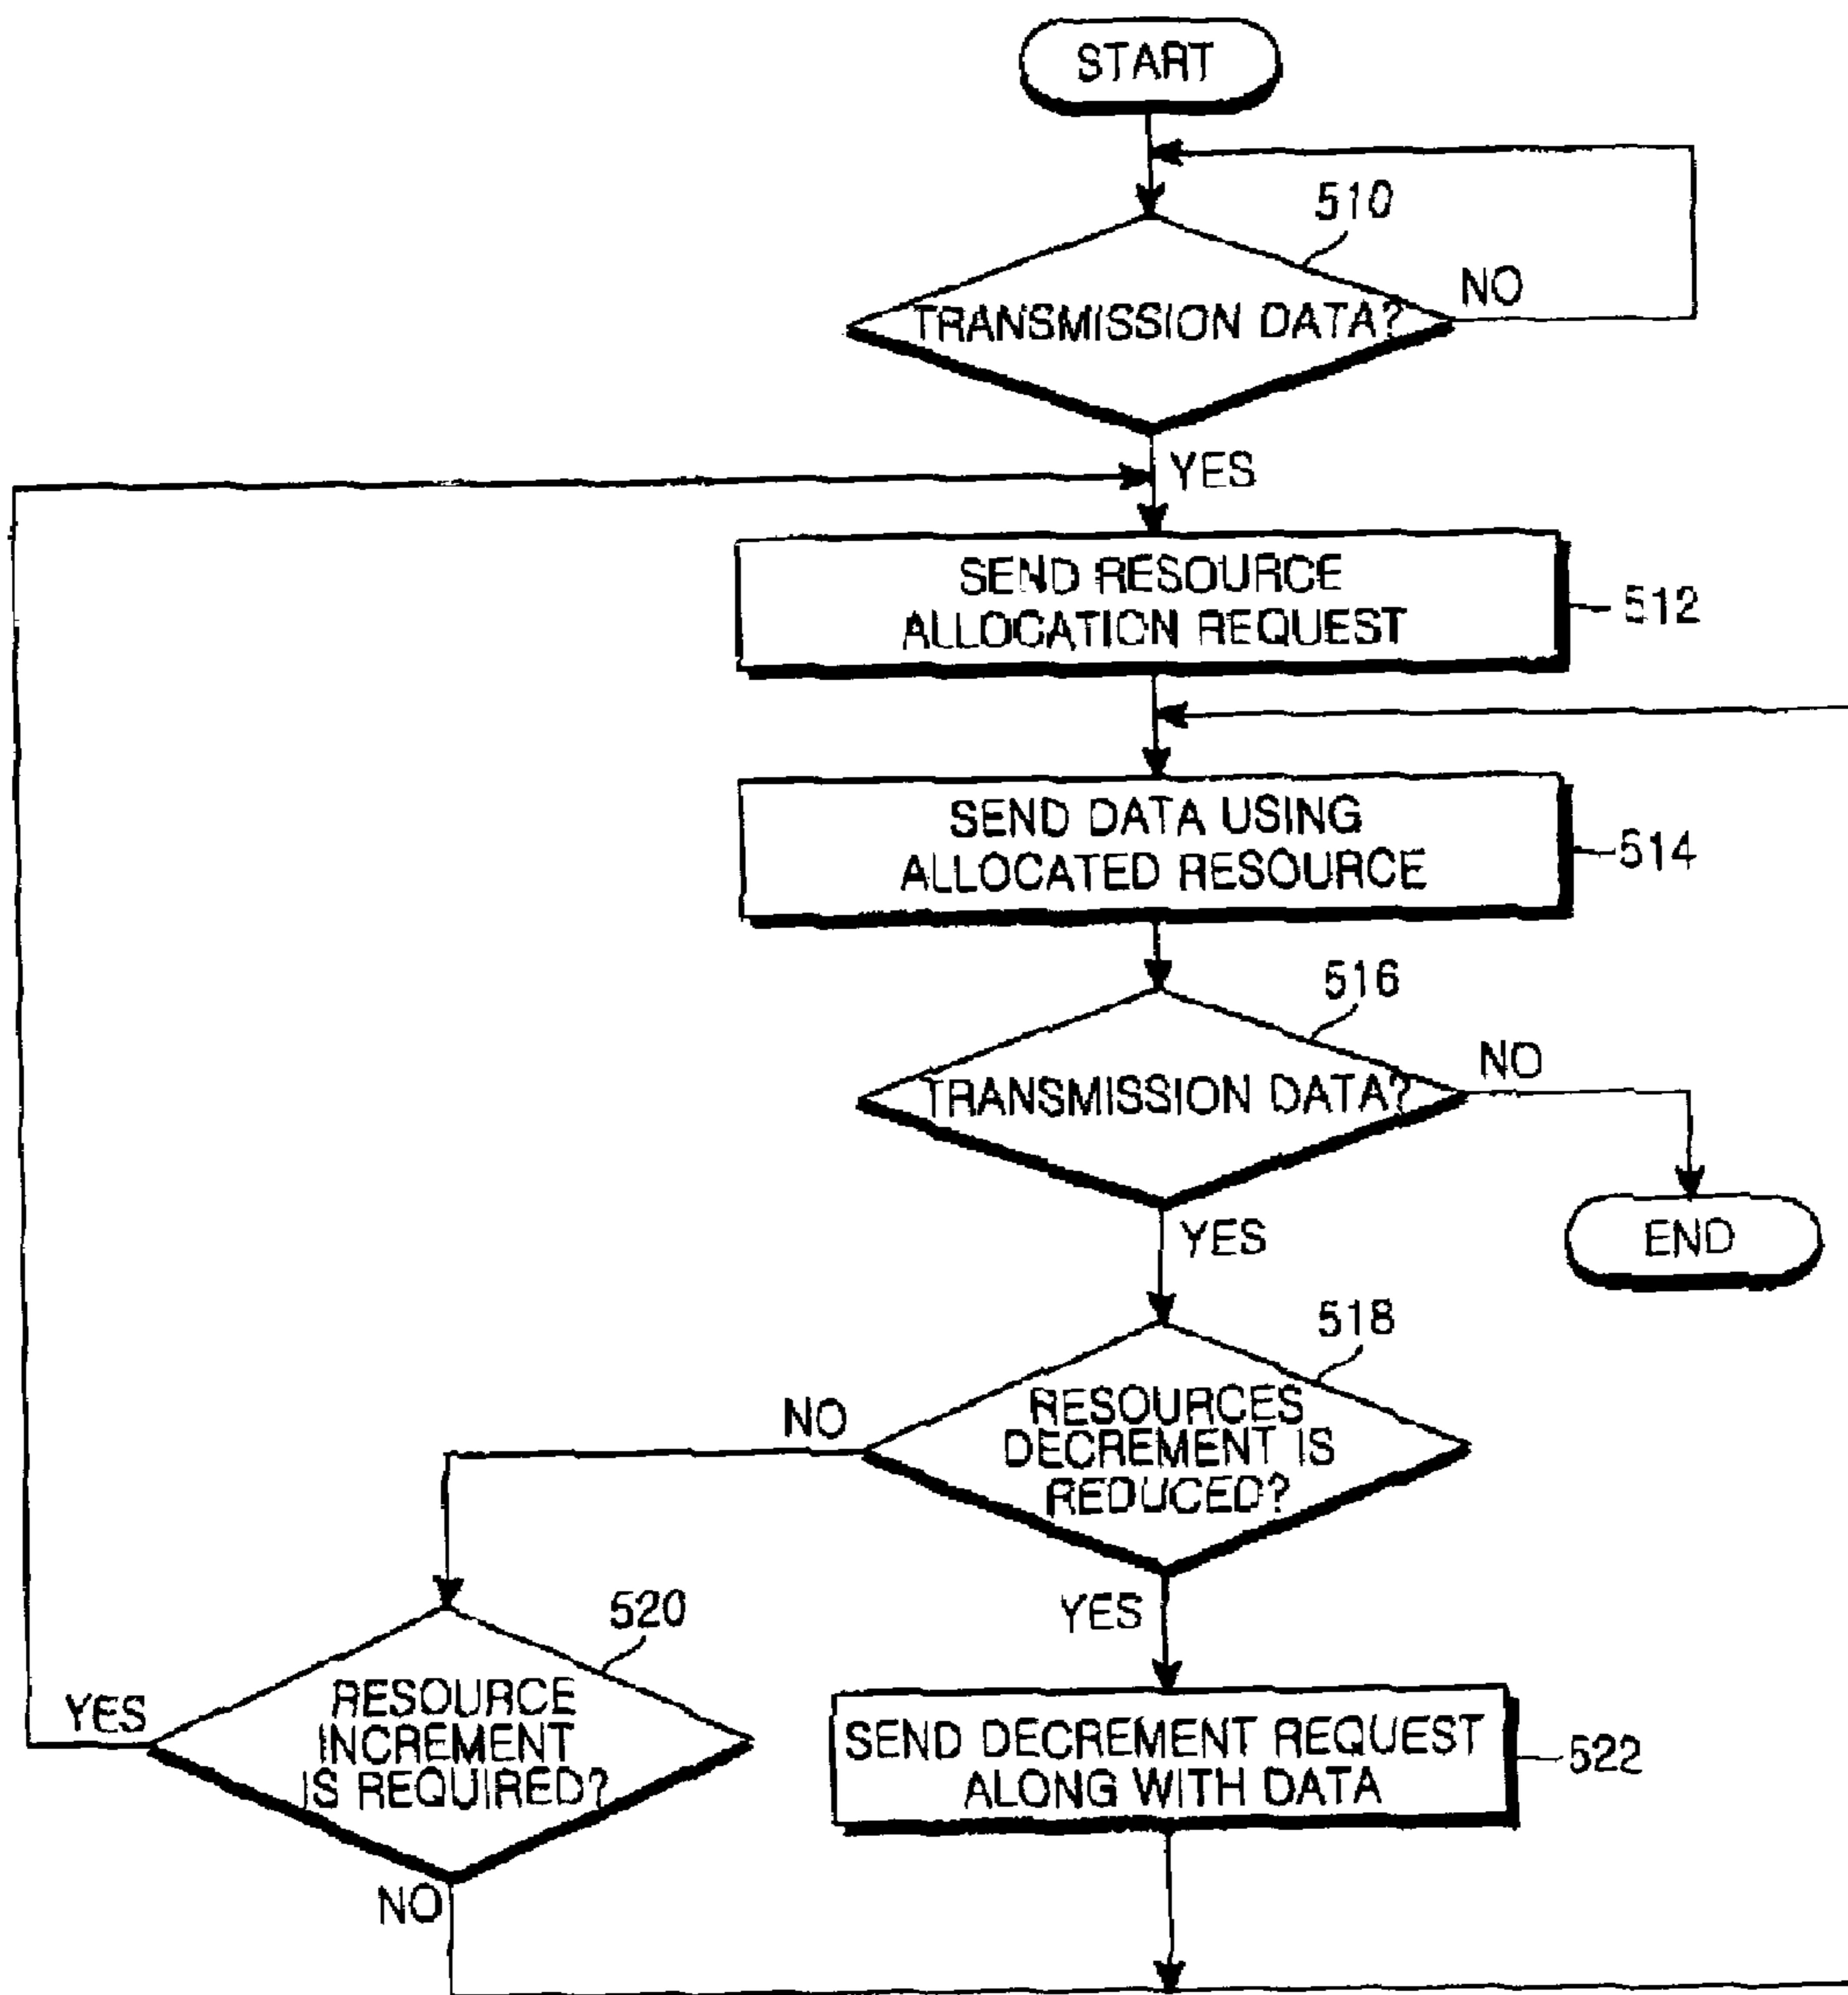 START
510
NO
TRANSMISSION DATA?
YES
SEND RESOURCE
ALLOCATION REQUEST
512
SEND DATA USING
ALLOCATED RESOURCE
514
516
NO
TRANSMISSION DATA?
YES
END
518
NO
RESOURCES
DECREMENT IS
REDUCED?
YES
520
YES
RESOURCE
INCREMENT
IS REQUIRED?
NO
SEND DECREMENT REQUEST
ALONG WITH DATA
522